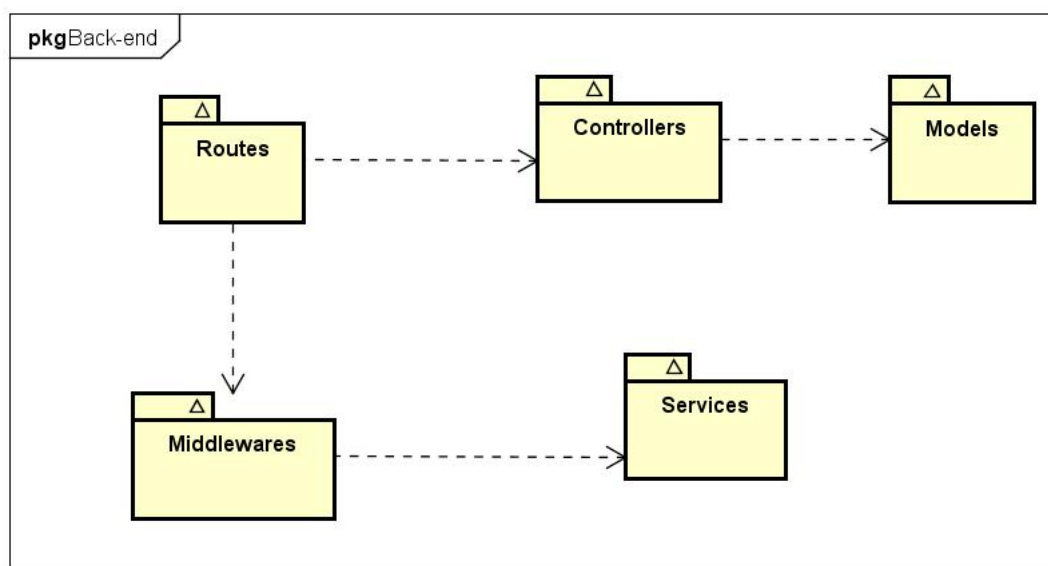 pkgBack-end
Routes
Controllers
Models
Middlewares
Services